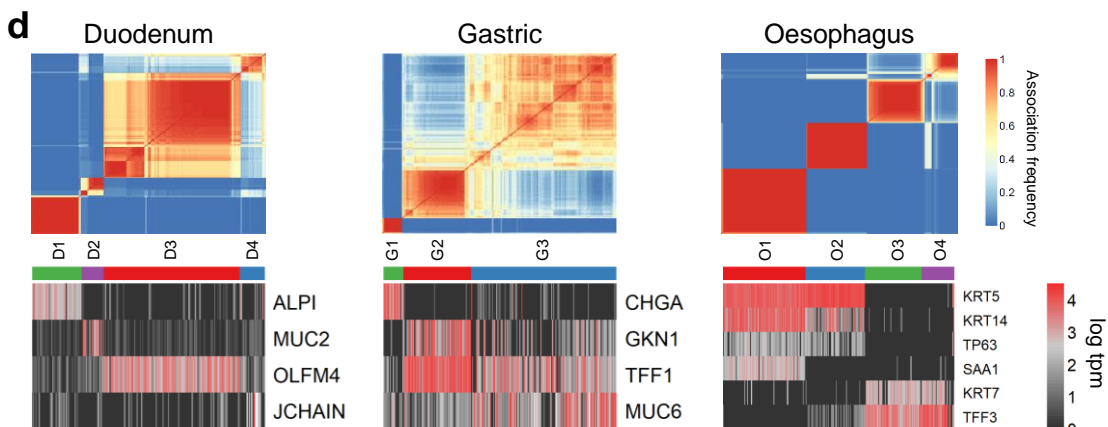 d
Duodenum
Gastric
Oesophagus
1
0.8
0.6
0.4
0.2
0
Association frequency
D1 D2 D3 D4
G1 G2 G3
O1 O2 O3 O4
ALPI
MUC2
OLFM4
JCHAIN
CHGA
GKN1
TFF1
MUC6
KRT5
KRT14
TP63
SAA1
KRT7
TFF3
4
3
2
1
0
log tpm